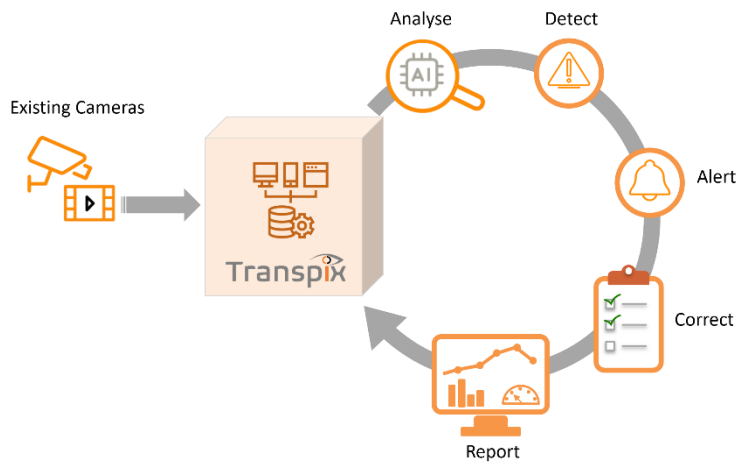 Analyse
Detect
Existing Cameras
AI
Alert
Transpix
Correct
Report